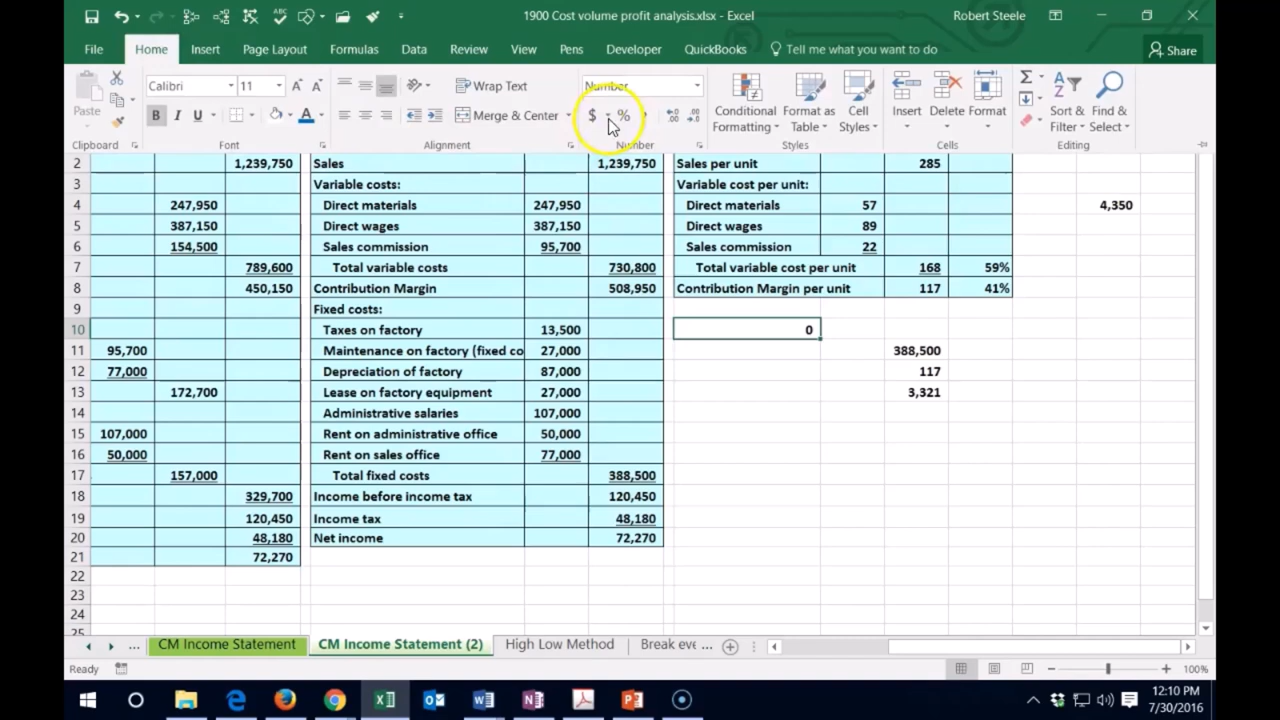 1900 Cost volume profit analysis.xlsx - Excel
Robert Steele
File Home Insert Page Layout Formulas Data Review View Pens Developer QuickBooks Tell me what you want to do Share
Paste
Calibri 11 A A Wrap Text Number
B I U A Merge & Center $ %
Conditional Formatting
Format as Table
Cell Styles
Insert Delete Format
Sort & Filter
Find & Select
Clipboard Font Alignment Number Styles Cells Editing
2 1,239,750 Sales 1,239,750 Sales per unit 285
3 Variable costs: Variable cost per unit:
4 247,950 Direct materials 247,950 Direct materials 57 4,350
5 387,150 Direct wages 387,150 Direct wages 89
6 154,500 Sales commission 95,700 Sales commission 22
7 789,600 Total variable costs 730,800 Total variable cost per unit 168 59%
8 450,150 Contribution Margin 508,950 Contribution Margin per unit 117 41%
9 Fixed costs:
10 Taxes on factory 13,500 0
11 95,700 Maintenance on factory (fixed co 27,000 388,500
12 77,000 Depreciation of factory 87,000 117
13 172,700 Lease on factory equipment 27,000 3,321
14 Administrative salaries 107,000
15 107,000 Rent on administrative office 50,000
16 50,000 Rent on sales office 77,000
17 157,000 Total fixed costs 388,500
18 329,700 Income before income tax 120,450
19 120,450 Income tax 48,180
20 48,180 Net income 72,270
21 72,270
22
23
24
25
... CM Income Statement CM Income Statement (2) High Low Method Break eve ...
Ready 100%
12:10 PM
7/30/2016